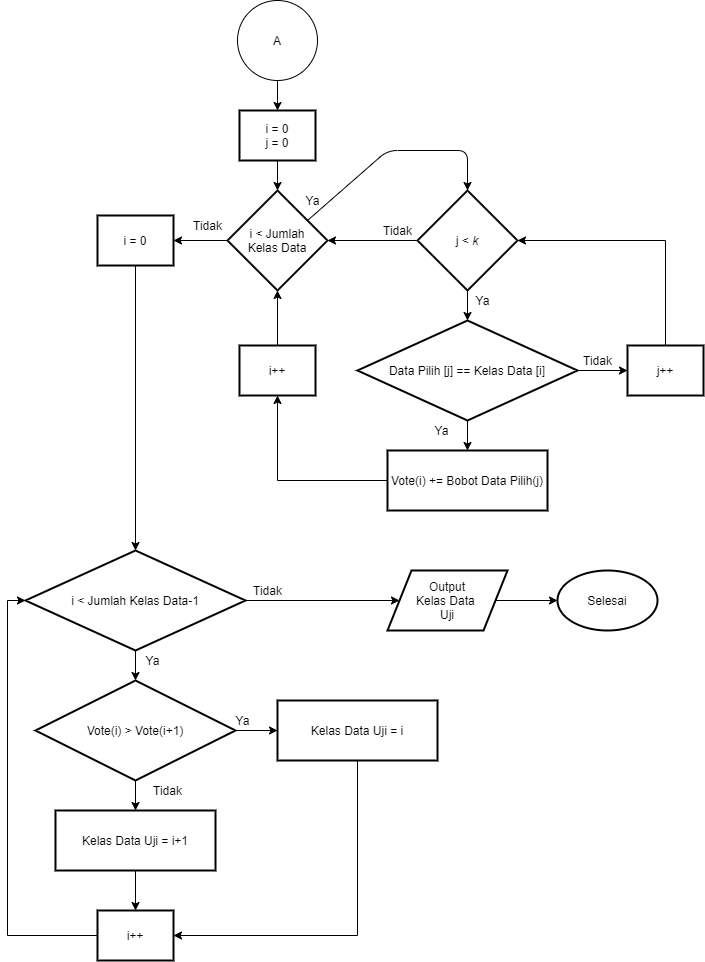 A
i = 0
j = 0
Ya
Tidak
i < Jumlah
Kelas Data
Tidak
j < k
i = 0
Ya
i++
Data Pilih [j] == Kelas Data [i]
Tidak
j++
Ya
Vote(i) += Bobot Data Pilih(j)
i < Jumlah Kelas Data-1
Tidak
Output
Kelas Data
Uji
Selesai
Ya
Vote(i) > Vote(i+1)
Ya
Kelas Data Uji = i
Tidak
Kelas Data Uji = i+1
i++